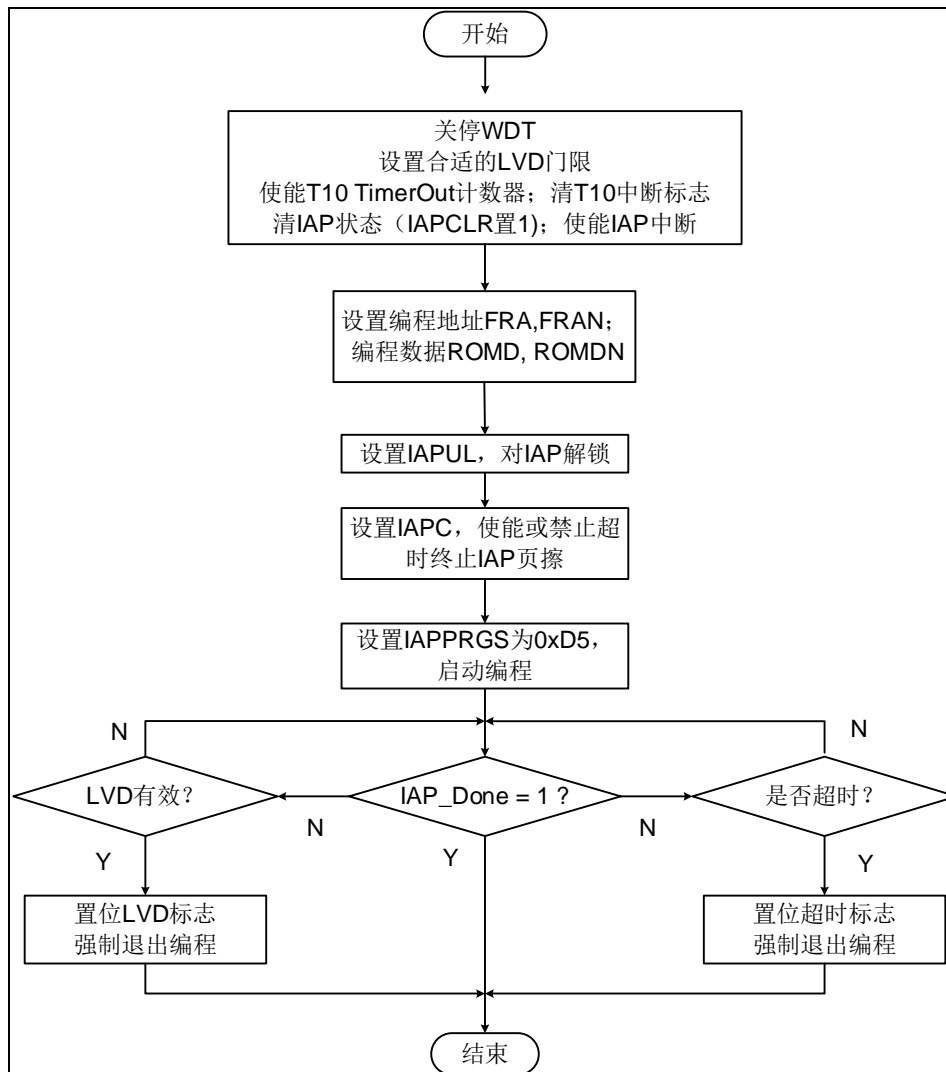 开始
关停WDT
设置合适的LVD门限
使能T10 TimerOut计数器；清T10中断标志
清IAP状态（IAPCLR置1)；使能IAP中断
设置编程地址FRA,FRAN；
编程数据ROMD, ROMDN
设置IAPUL，对IAP解锁
设置IAPC，使能或禁止超
时终止IAP页擦
设置IAPPRGS为0xD5，
启动编程
N
N
LVD有效？
IAP_Done = 1？
是否超时？
N
N
Y
Y
Y
置位LVD标志
强制退出编程
置位超时标志
强制退出编程
结束